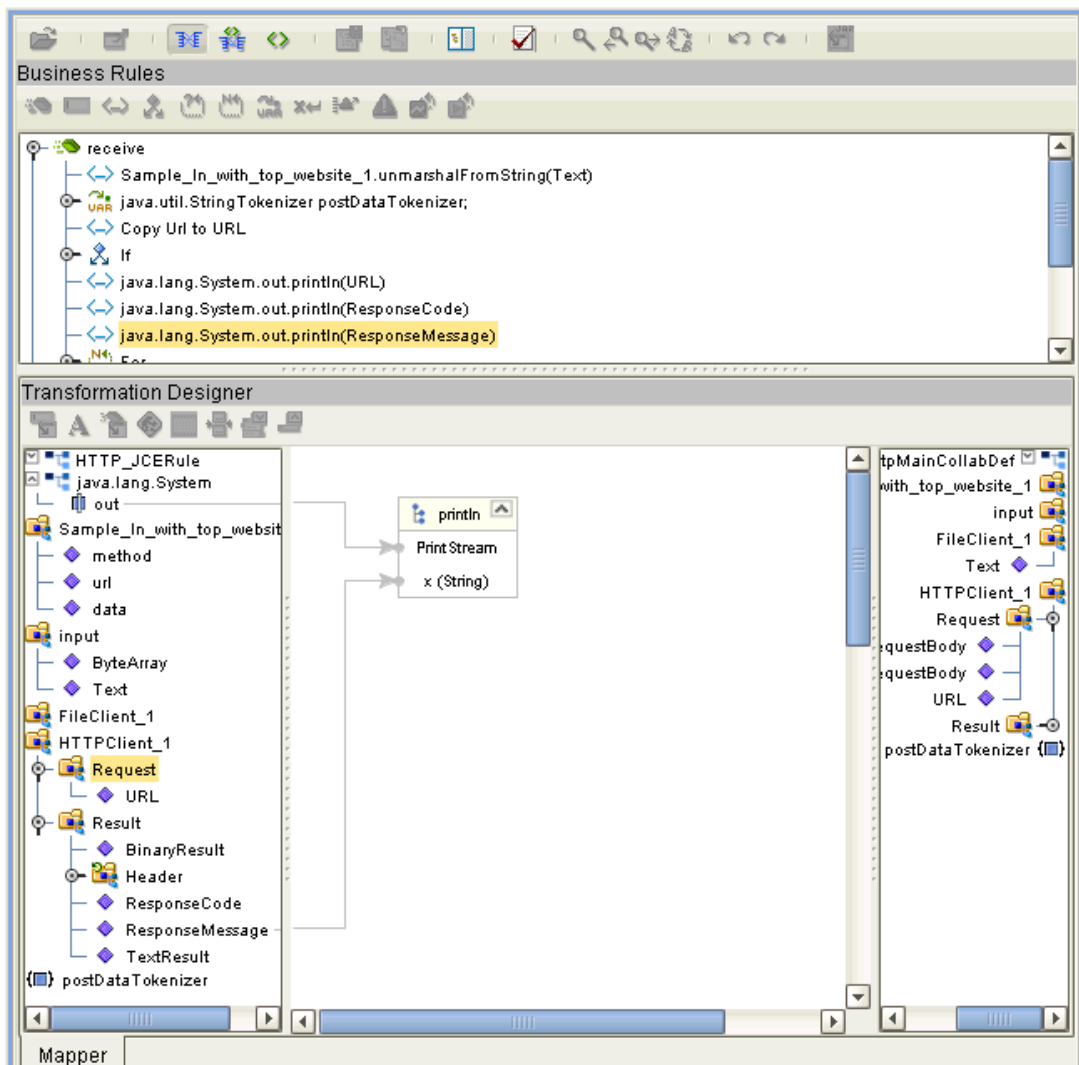 Business Rules
receive
Sample_In_with_top_website_1.unmarshalFromString(Text)
java.util.StringTokenizer postDataTokenizer;
Copy Url to URL
If
java.lang.System.out.println(URL)
java.lang.System.out.println(ResponseCode)
java.lang.System.out.println(ResponseMessage)
For
Transformation Designer
HTTP_JCERule
java.lang.System
out
Sample_In_with_top_websit
method
url
data
input
ByteArray
Text
FileClient_1
HTTPClient_1
Request
URL
Result
BinaryResult
Header
ResponseCode
ResponseMessage
TextResult
postDataTokenizer
println
PrintStream
x (String)
tpMainCollabDef
with_top_website_1
input
FileClient_1
Text
HTTPClient_1
Request
questBody
questBody
URL
Result
postDataTokenizer
Mapper